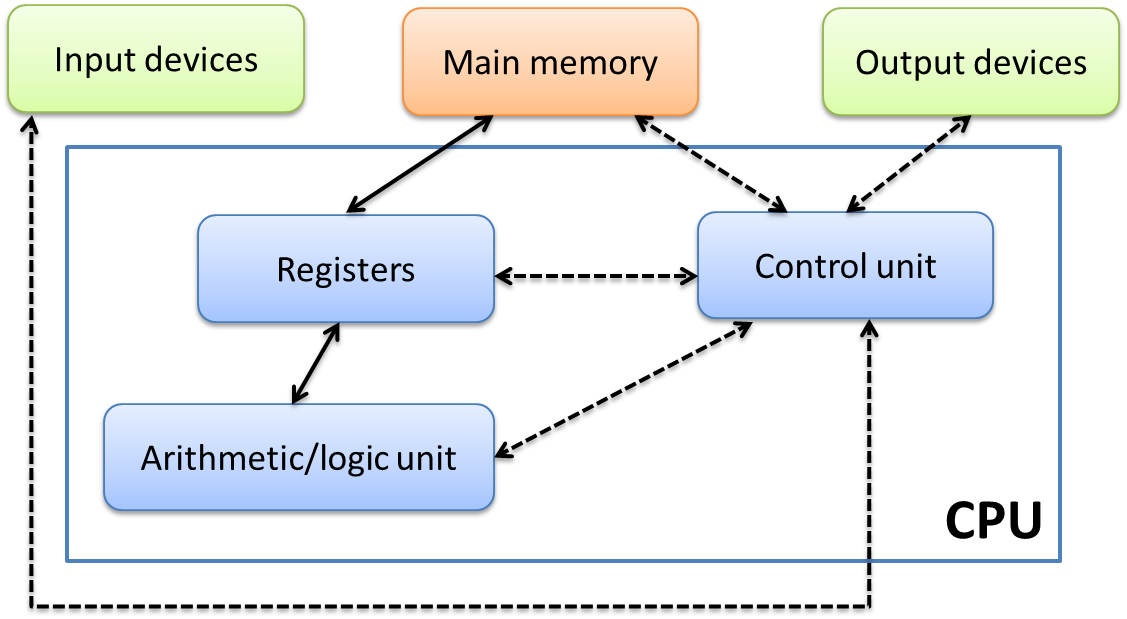 Input devices
Main memory
Output devices
Registers
Control unit
Arithmetic/logic unit
CPU